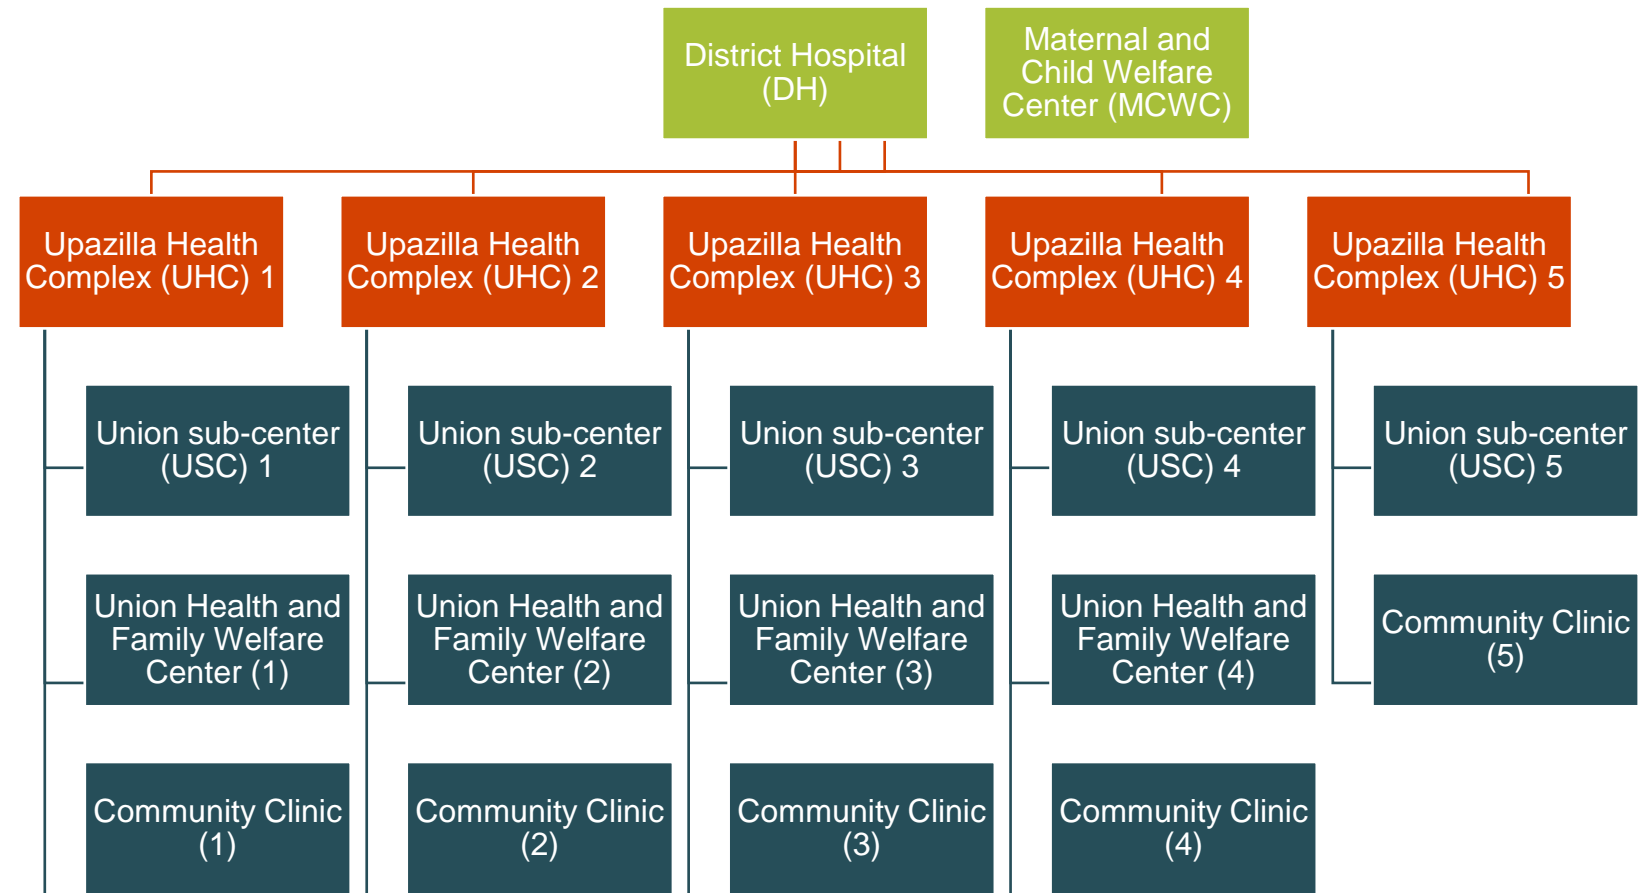 District Hospital
(DH)
Maternal and
Child Welfare
Center (MCWC)
Upazilla Health
Complex (UHC) 1
Upazilla Health
Complex (UHC) 2
Upazilla Health
Complex (UHC) 3
Upazilla Health
Complex (UHC) 4
Upazilla Health
Complex (UHC) 5
Union sub-center
(USC) 1
Union sub-center
(USC) 2
Union sub-center
(USC) 3
Union sub-center
(USC) 4
Union sub-center
(USC) 5
Union Health and
Family Welfare
Center (1)
Union Health and
Family Welfare
Center (2)
Union Health and
Family Welfare
Center (3)
Union Health and
Family Welfare
Center (4)
Community Clinic
(5)
Community Clinic
(1)
Community Clinic
(2)
Community Clinic
(3)
Community Clinic
(4)